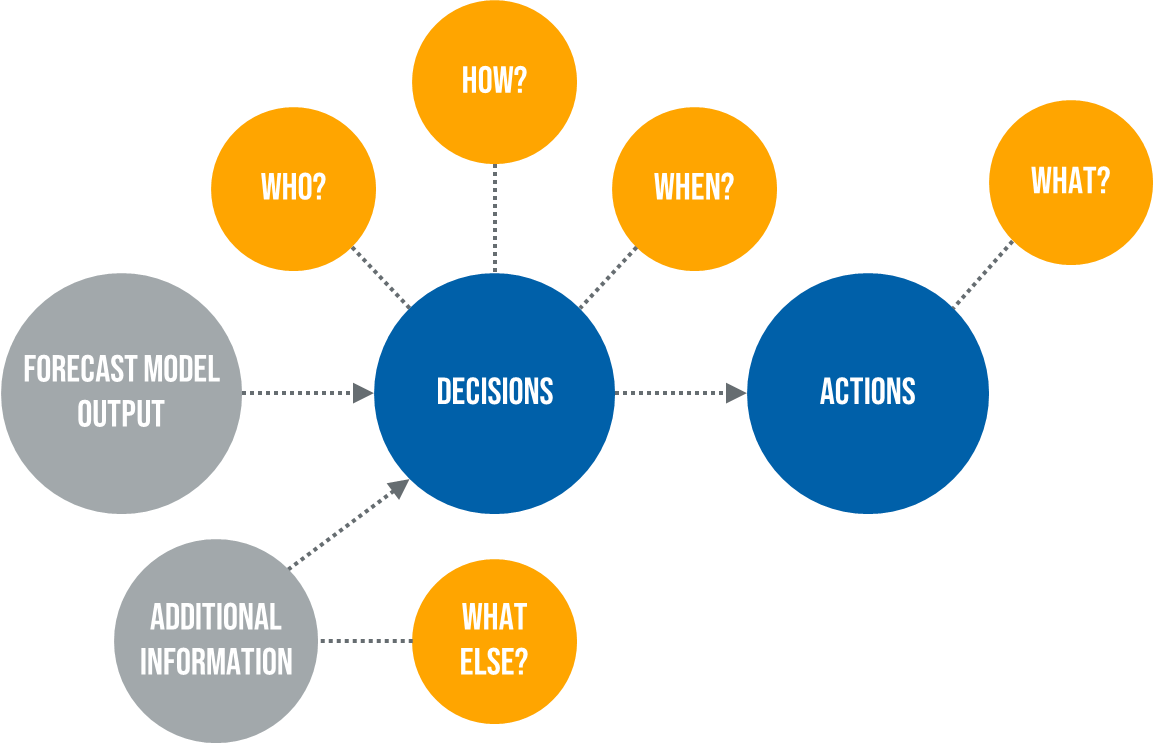 HOW?
WHO?
WHEN?
WHAT?
FORECAST MODEL
OUTPUT
DECISIONS
ACTIONS
ADDITIONAL
INFORMATION
WHAT
ELSE?